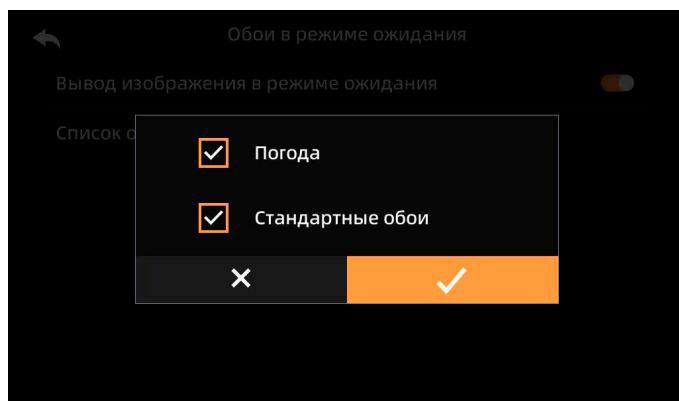 Обои в режиме ожидания
Вывод изображения в режиме ожидания
Список о
Погода
Стандартные обои